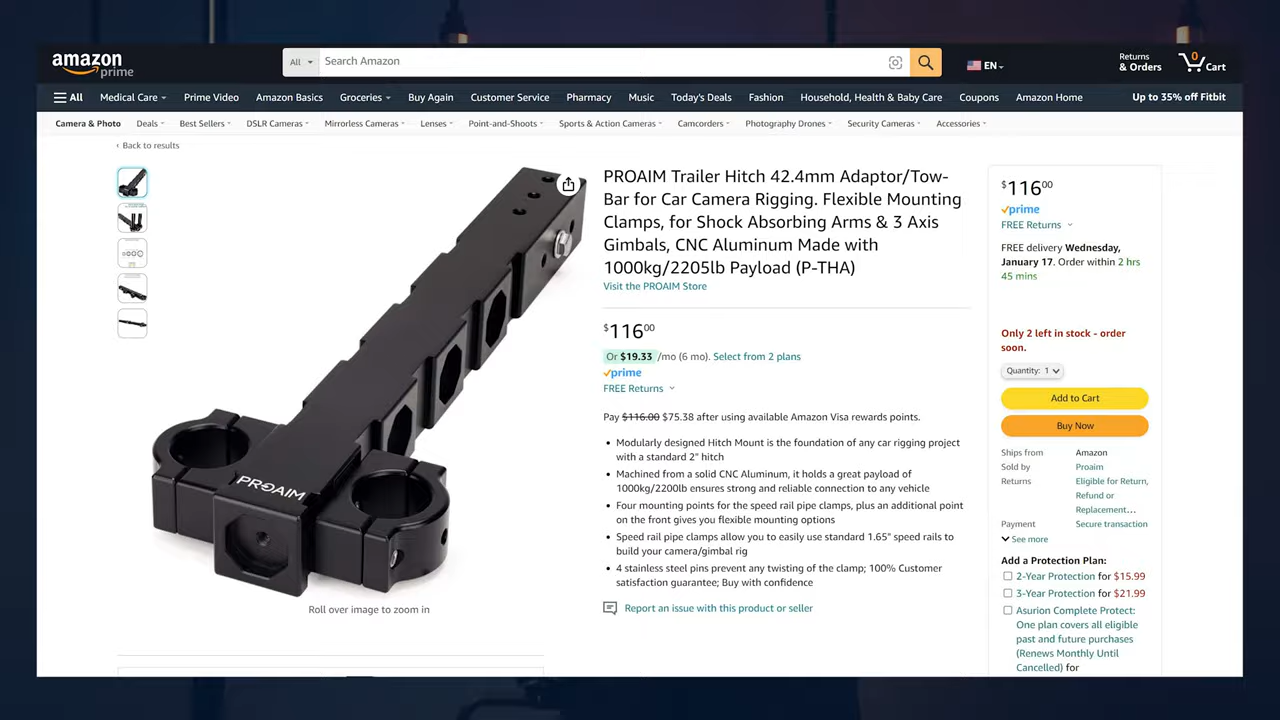 amazon
prime
All
Search Amazon
EN
Returns
& Orders
0
Cart
All
Medical Care
Prime Video
Amazon Basics
Groceries
Buy Again
Customer Service
Pharmacy
Music
Today's Deals
Fashion
Household, Health & Baby Care
Coupons
Amazon Home
Up to 35% off Fitbit
Camera & Photo
Deals
Best Sellers
DSLR Cameras
Mirrorless Cameras
Lenses
Point-and-Shoots
Sports & Action Cameras
Camcorders
Photography Drones
Security Cameras
Accessories
‹ Back to results
PROAIM
Roll over image to zoom in
PROAIM Trailer Hitch 42.4mm Adaptor/Tow-
Bar for Car Camera Rigging. Flexible Mounting
Clamps, for Shock Absorbing Arms & 3 Axis
Gimbals, CNC Aluminum Made with
1000kg/2205lb Payload (P-THA)
Visit the PROAIM Store
$11600
Or $19.33 /mo (6 mo). Select from 2 plans
prime
FREE Returns
Pay $116.00 $75.38 after using available Amazon Visa rewards points.
• Modularly designed Hitch Mount is the foundation of any car rigging project
with a standard 2" hitch
• Machined from a solid CNC Aluminum, it holds a great payload of
1000kg/2200lb ensures strong and reliable connection to any vehicle
• Four mounting points for the speed rail pipe clamps, plus an additional point
on the front gives you flexible mounting options
• Speed rail pipe clamps allow you to easily use standard 1.65" speed rails to
build your camera/gimbal rig
• 4 stainless steel pins prevent any twisting of the clamp; 100% Customer
satisfaction guarantee; Buy with confidence
Report an issue with this product or seller
$11600
prime
FREE Returns
FREE delivery Wednesday,
January 17. Order within 2 hrs
45 mins
Only 2 left in stock - order
soon.
Quantity: 1
Add to Cart
Buy Now
Ships from Amazon
Sold by Proaim
Returns Eligible for Return,
Refund or
Replacement...
Payment Secure transaction
See more
Add a Protection Plan:
2-Year Protection for $15.99
3-Year Protection for $21.99
Asurion Complete Protect:
One plan covers all eligible
past and future purchases
(Renews Monthly Until
Cancelled) for